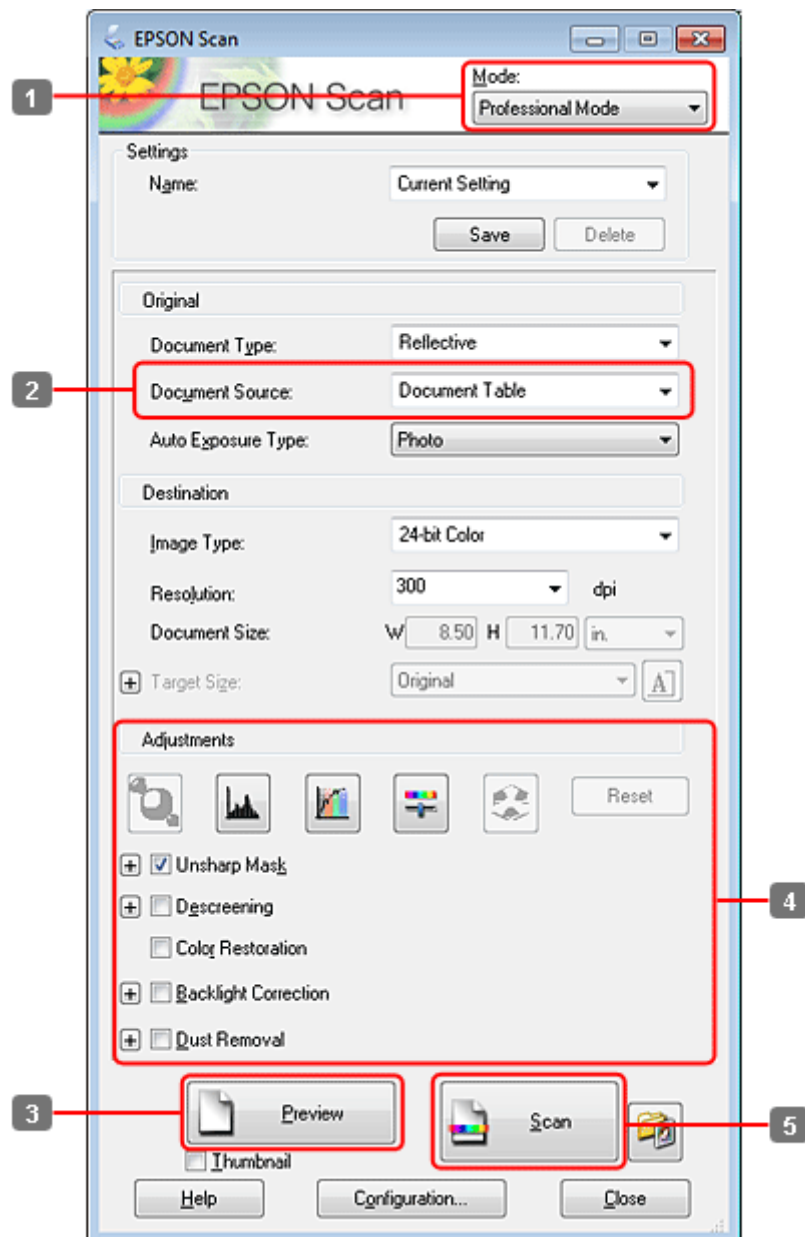 EPSON Scan
EPSON Scan
Mode:
1
Professional Mode
Settings
Name:
Current Setting
Save
Delete
Original
Document Type:
Reflective
2
Document Source:
Document Table
Auto Exposure Type:
Photo
Destination
Image Type:
24-bit Color
Resolution:
300
dpi
Document Size:
W 8.50 H 11.70 in.
Target Size:
Original
A
Adjustments
Reset
Unsharp Mask
4
Descreening
Color Restoration
Backlight Correction
Dust Removal
3
Preview
Scan
5
Thumbnail
Help
Configuration...
Close